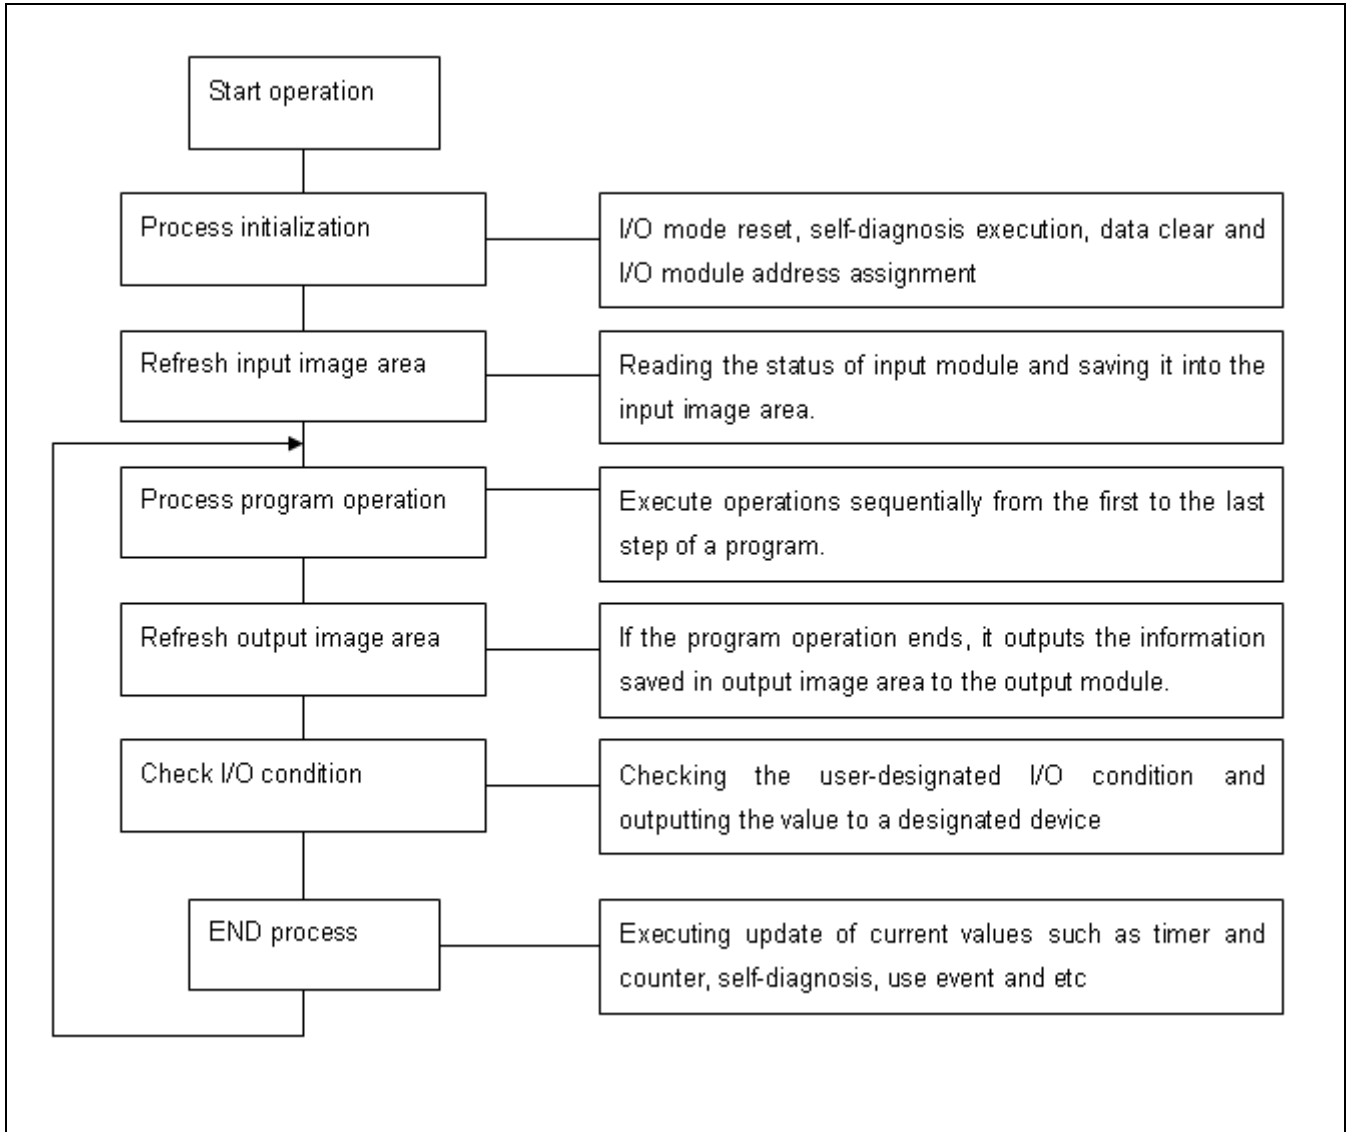 Start operation
Process initialization
I/O mode reset, self-diagnosis execution, data clear and
I/O module address assignment
Refresh input image area
Reading the status of input module and saving it into the
input image area.
Process program operation
Execute operations sequentially from the first to the last
step of a program.
Refresh output image area
If the program operation ends, it outputs the information
saved in output image area to the output module.
Check I/O condition
Checking the user-designated I/O condition and
outputting the value to a designated device
END process
Executing update of current values such as timer and
counter, self-diagnosis, use event and etc